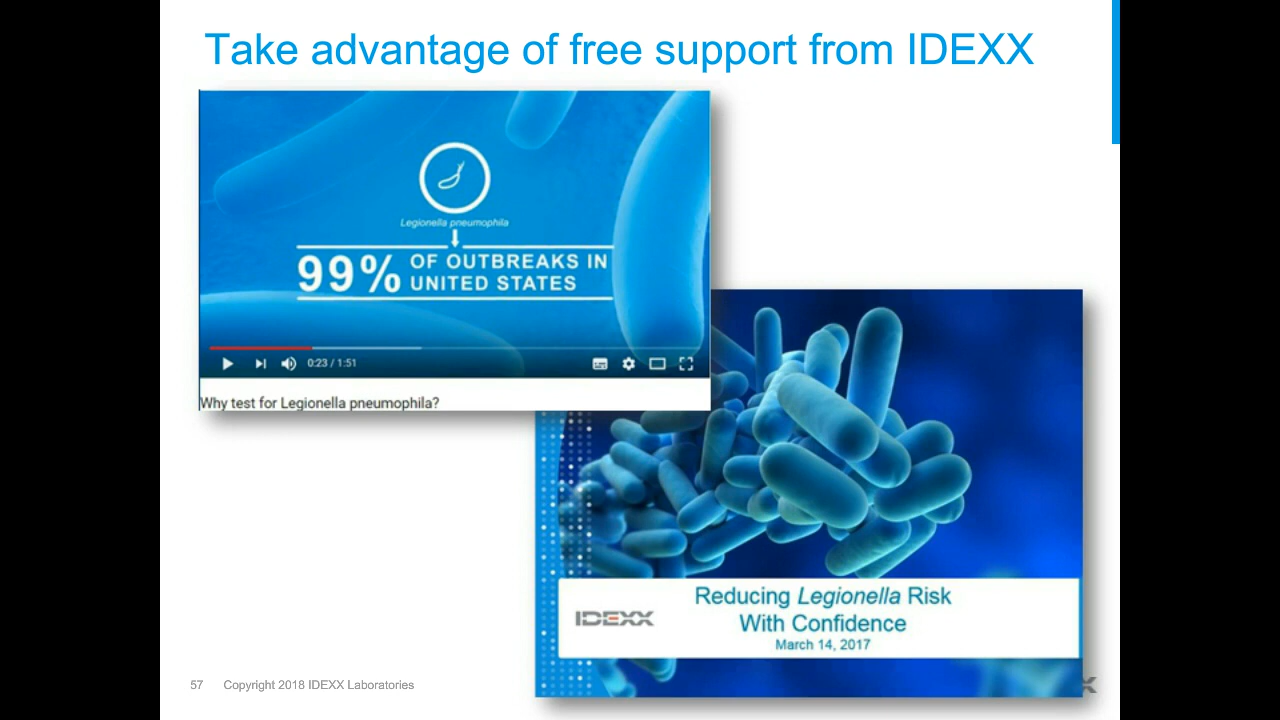 Take advantage of free support from IDEXX
Legionella pneumophila
99% OF OUTBREAKS IN
UNITED STATES
0:23 / 1:51
Why test for Legionella pneumophila?
IDEXX
Reducing Legionella Risk
With Confidence
March 14, 2017
57 Copyright 2018 IDEXX Laboratories
X